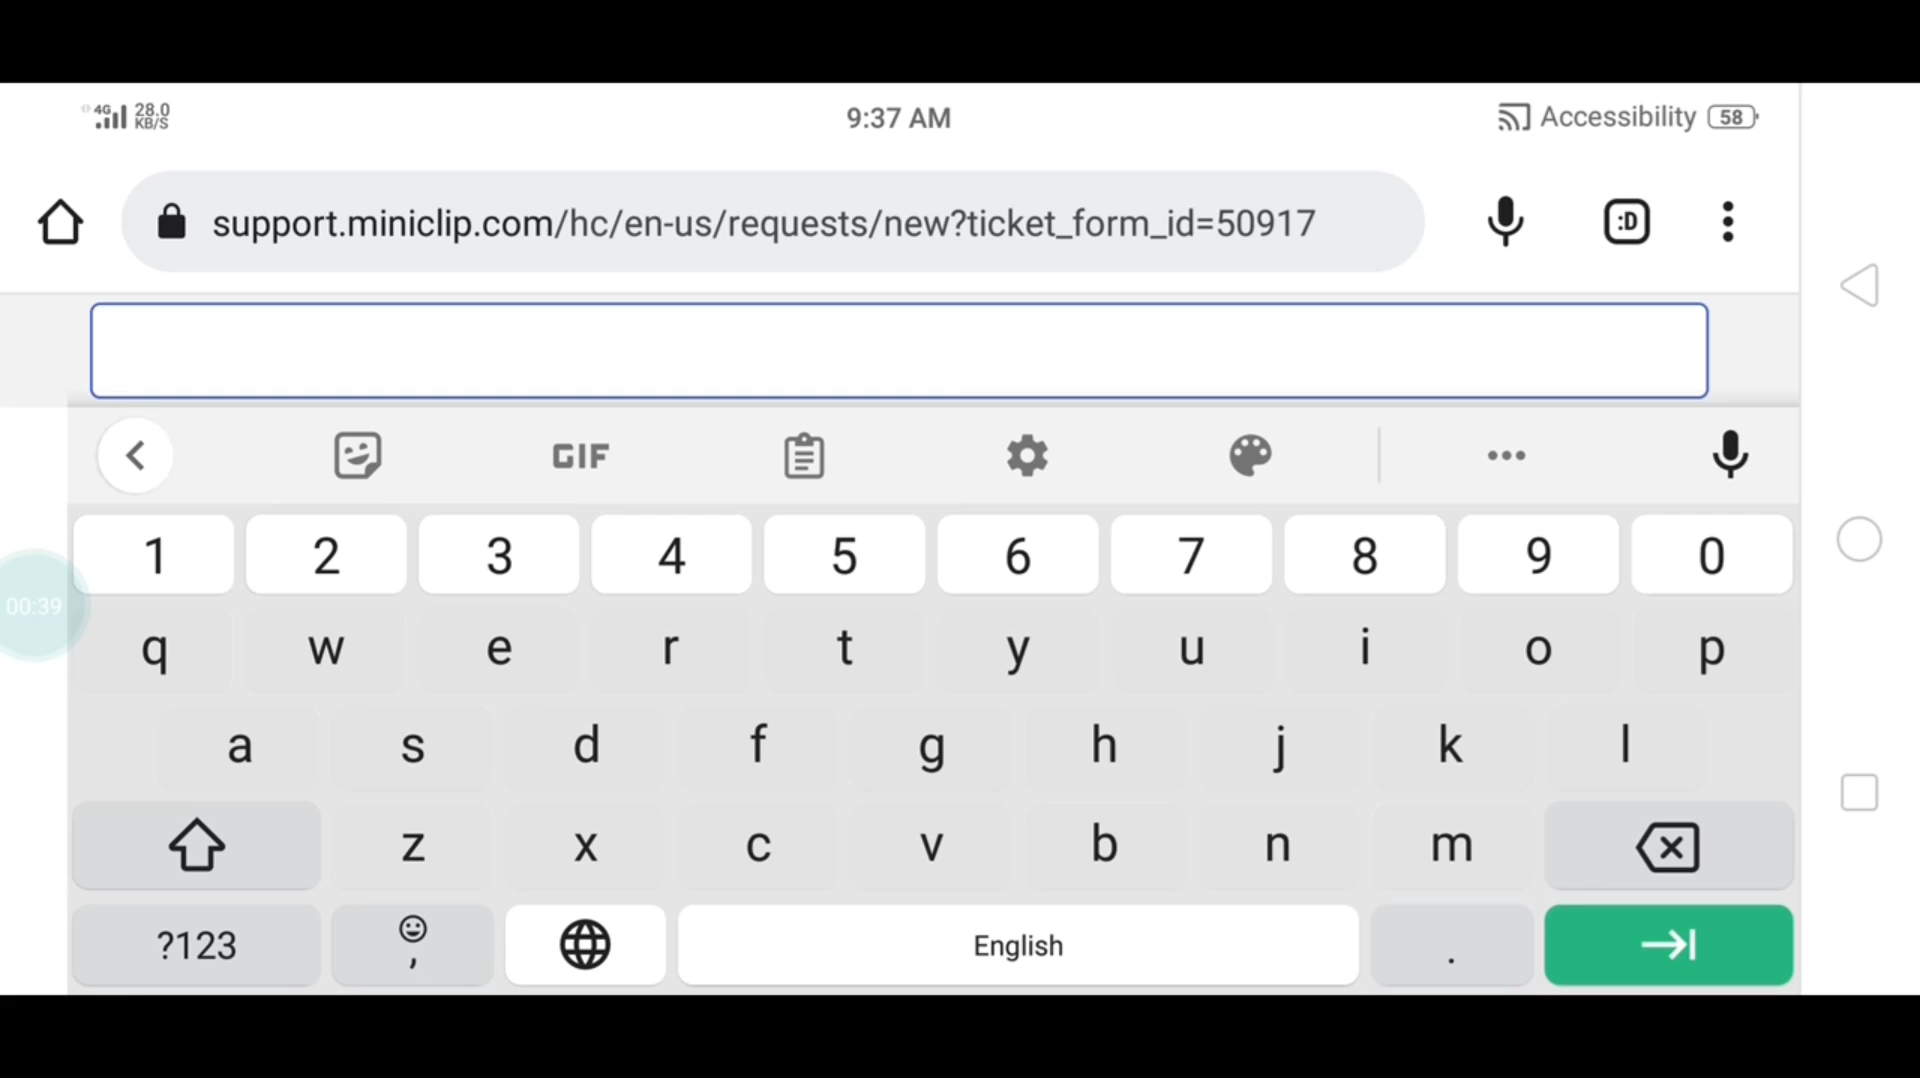 4G 28.0 KB/S 9:37 AM Accessibility 58
support.miniclip.com/hc/en-us/requests/new?ticket_form_id=50917 :D
GIF
1 2 3 4 5 6 7 8 9 0
00:39
q w e r t y u i o p
a s d f g h j k l
z x c v b n m
?123 , English .